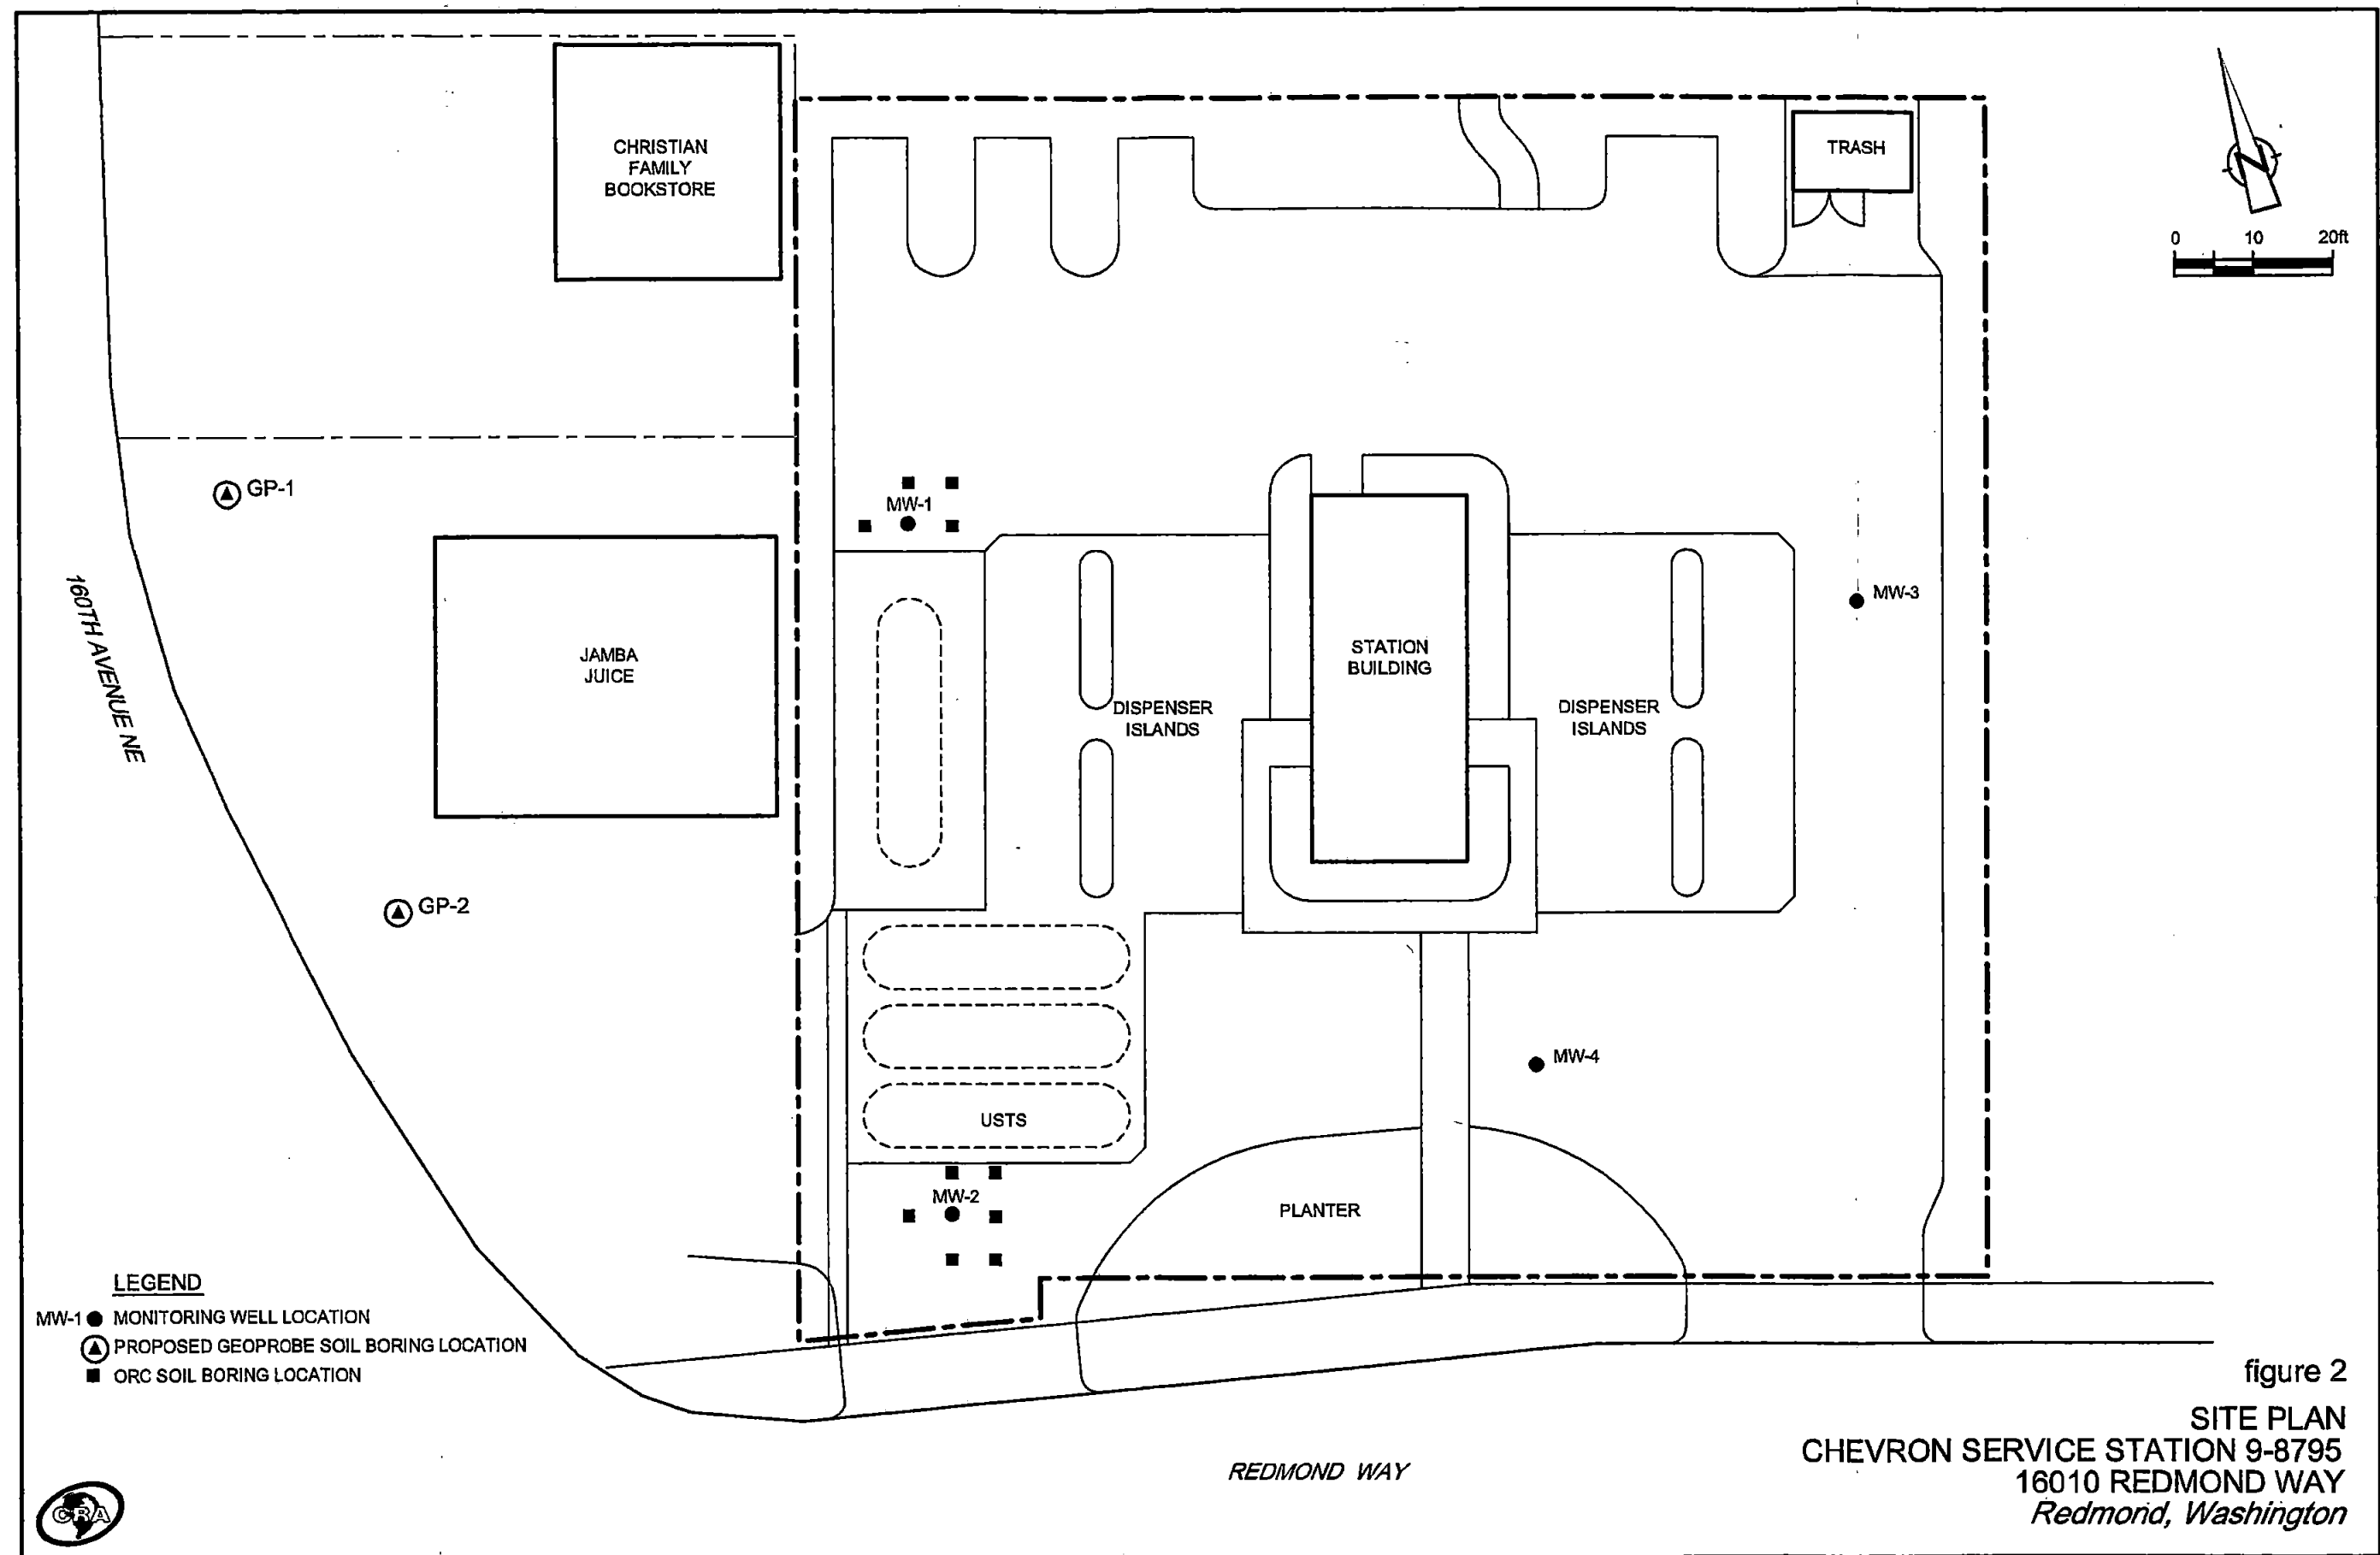 CHRISTIAN
FAMILY
BOOKSTORE
TRASH
N
0 10 20ft
GP-1
MW-1
160TH AVENUE NE
JAMBA
JUICE
STATION
BUILDING
MW-3
DISPENSER
ISLANDS
DISPENSER
ISLANDS
GP-2
MW-4
USTS
MW-2
PLANTER
LEGEND
MW-1 MONITORING WELL LOCATION
PROPOSED GEOPROBE SOIL BORING LOCATION
ORC SOIL BORING LOCATION
figure 2
SITE PLAN
CHEVRON SERVICE STATION 9-8795
16010 REDMOND WAY
Redmond, Washington
REDMOND WAY
CRA